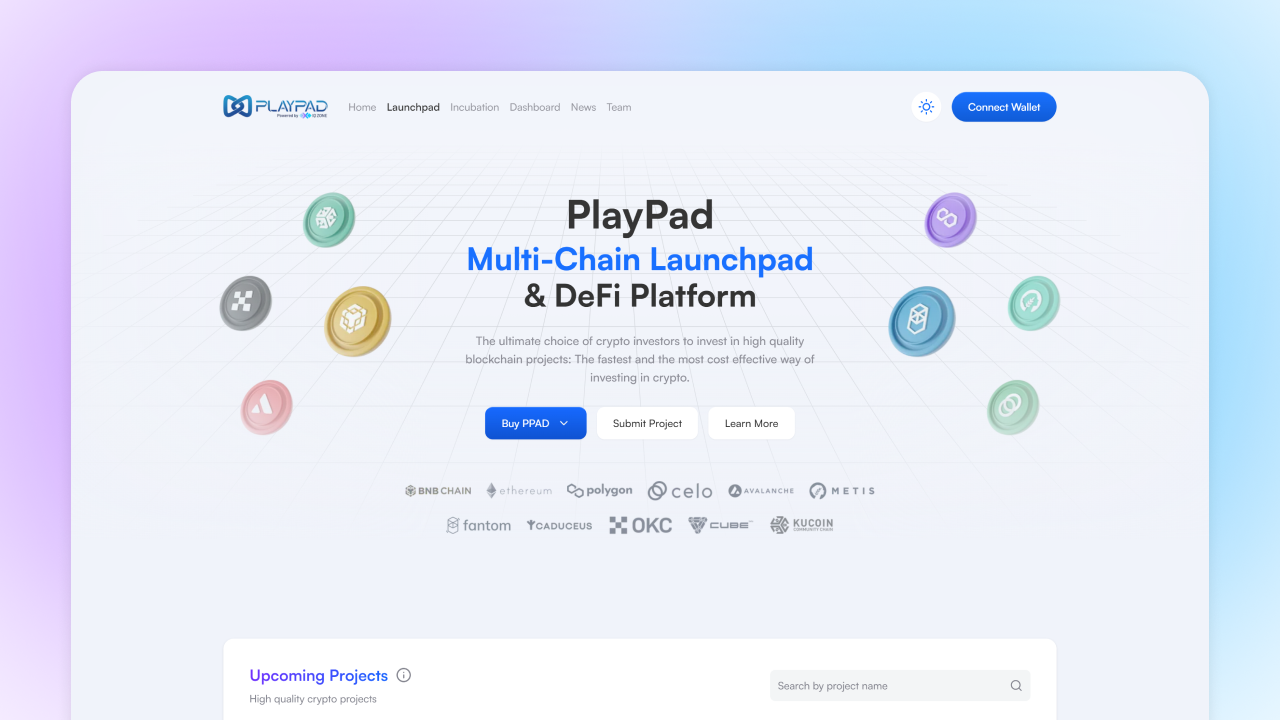 PLAYPAD
Powered by
Home Launchpad Incubation Dashboard News Team
Connect Wallet
PlayPad
Multi-Chain Launchpad
& DeFi Platform
The ultimate choice of crypto investors to invest in high quality
blockchain projects: The fastest and the most cost effective way of
investing in crypto.
Buy PPAD Submit Project Learn More
BNB CHAIN ethereum polygon celo AVALANCHE METIS
fantom CADUCEUS OKC CUBE KUCOIN
COMMUNITY CHAIN
Upcoming Projects
High quality crypto projects
Search by project name